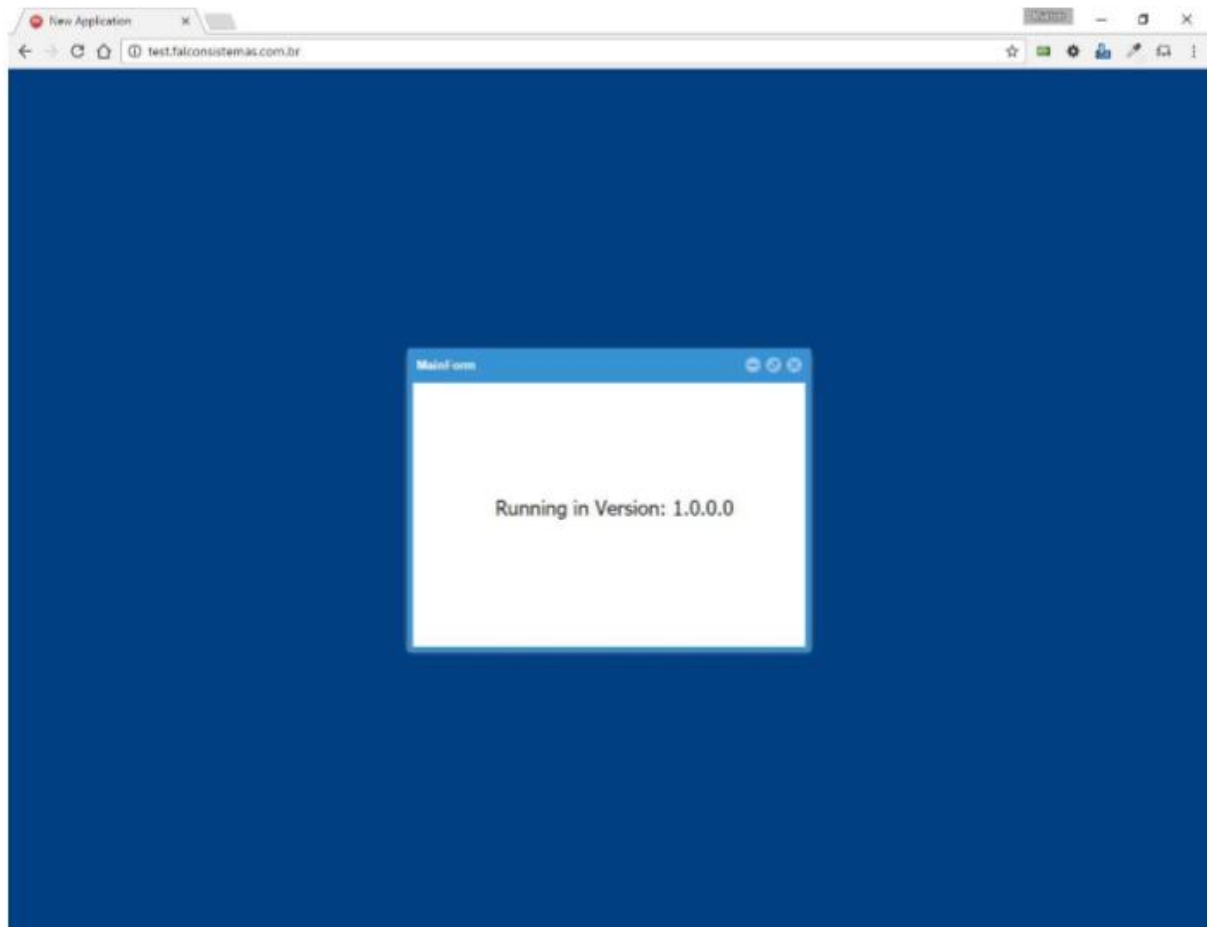 New Application
test.falconsistemas.com.br
MainForm
Running in Version: 1.0.0.0